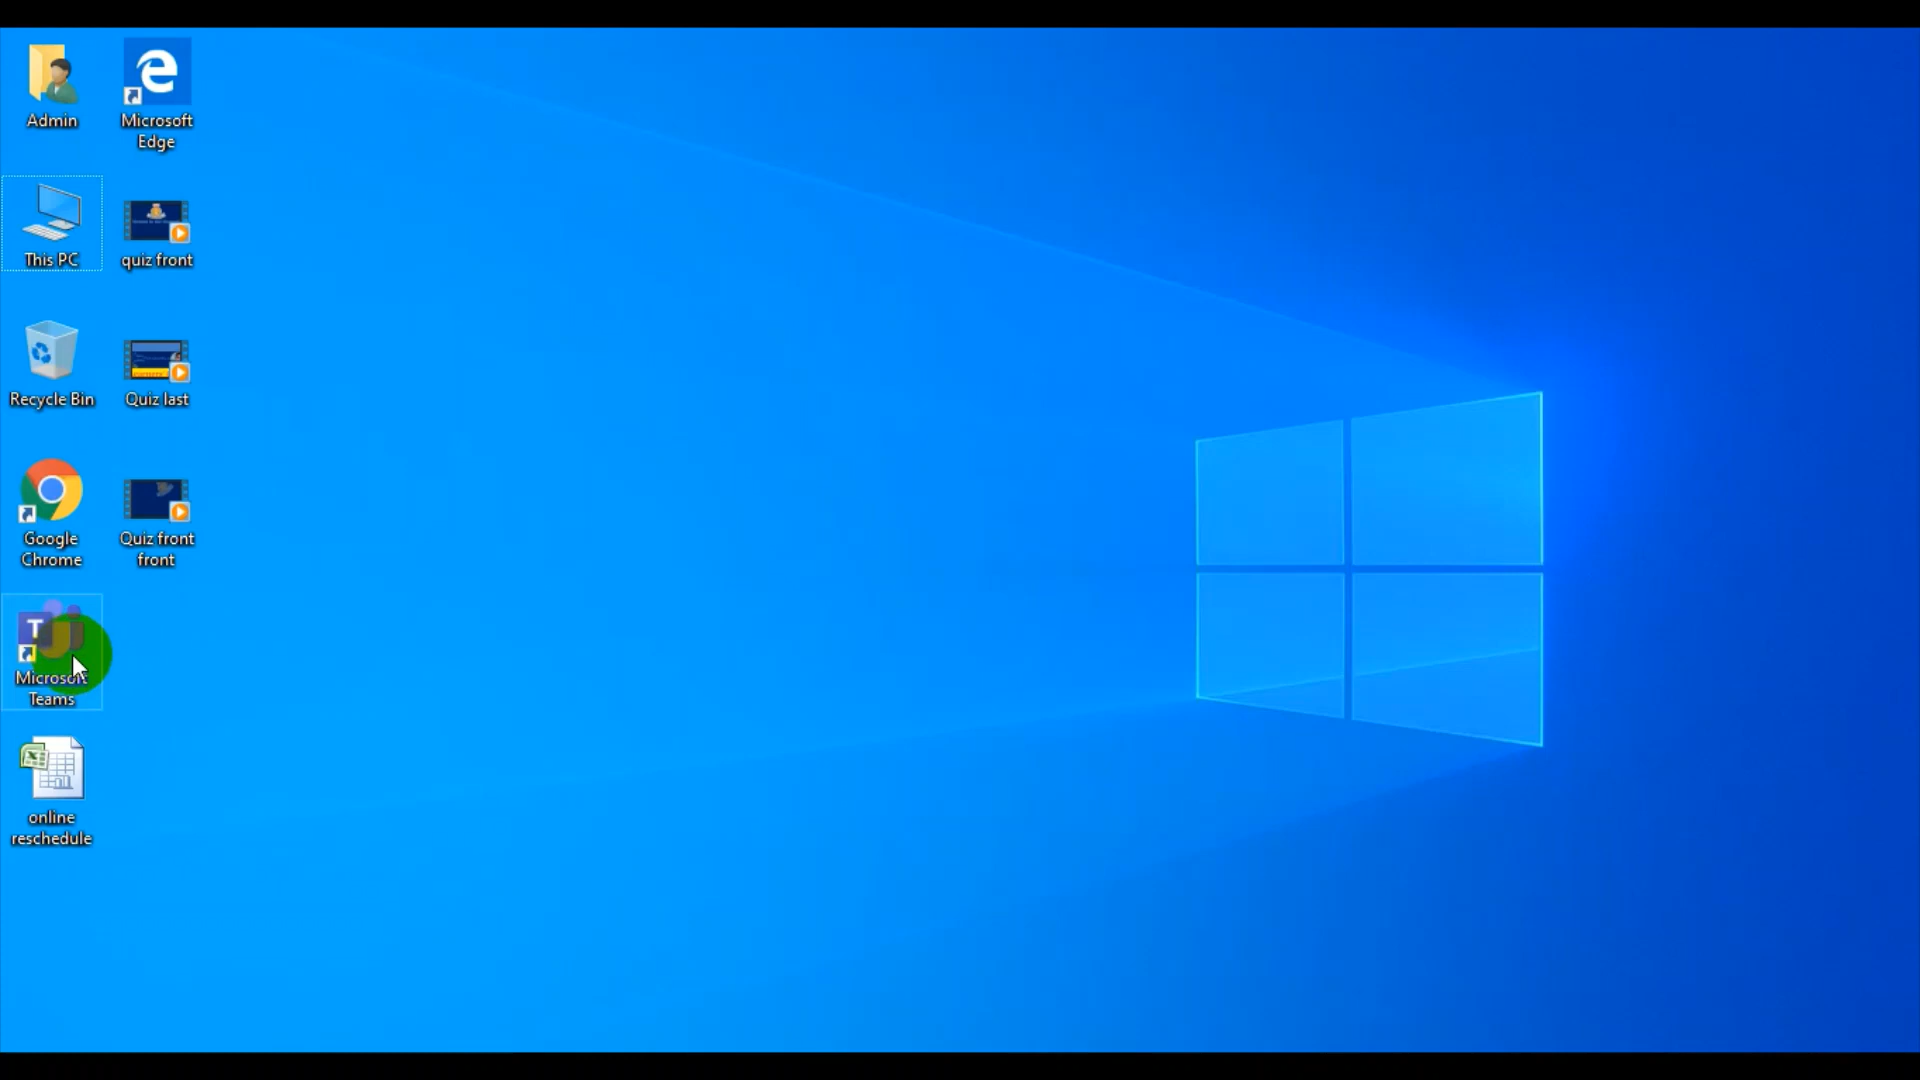 Admin
Microsoft
Edge
This PC
quiz front
Recycle Bin
Quiz last
Google
Chrome
Quiz front
front
T
Microsoft
Teams
online
reschedule